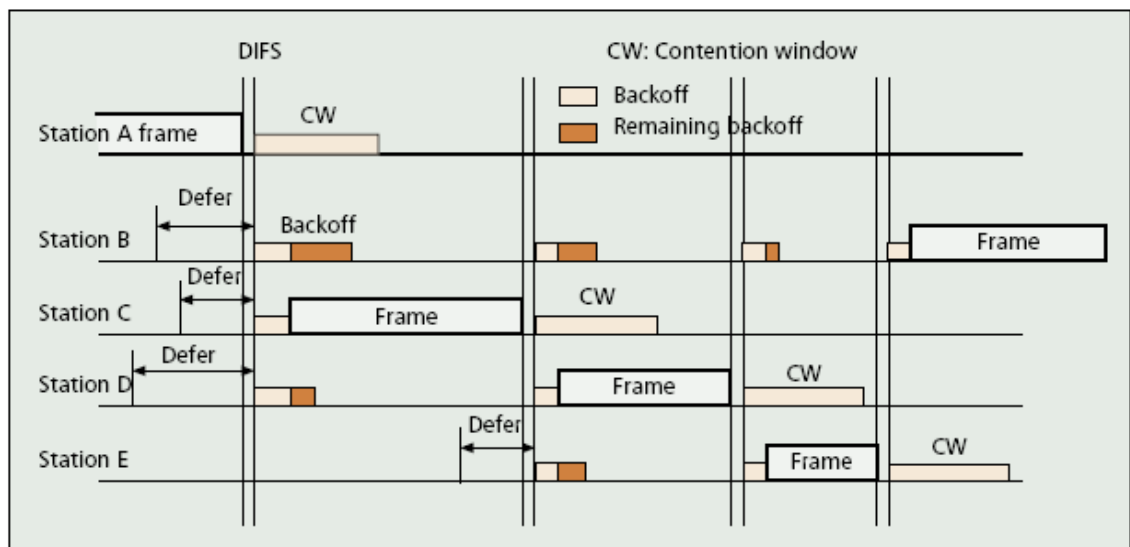 DIFS
CW: Contention window
Backoff
Remaining backoff
Station A frame
CW
Defer
Station B
Backoff
Frame
Defer
Station C
Frame
CW
Defer
Station D
Frame
CW
Defer
Station E
Frame
CW